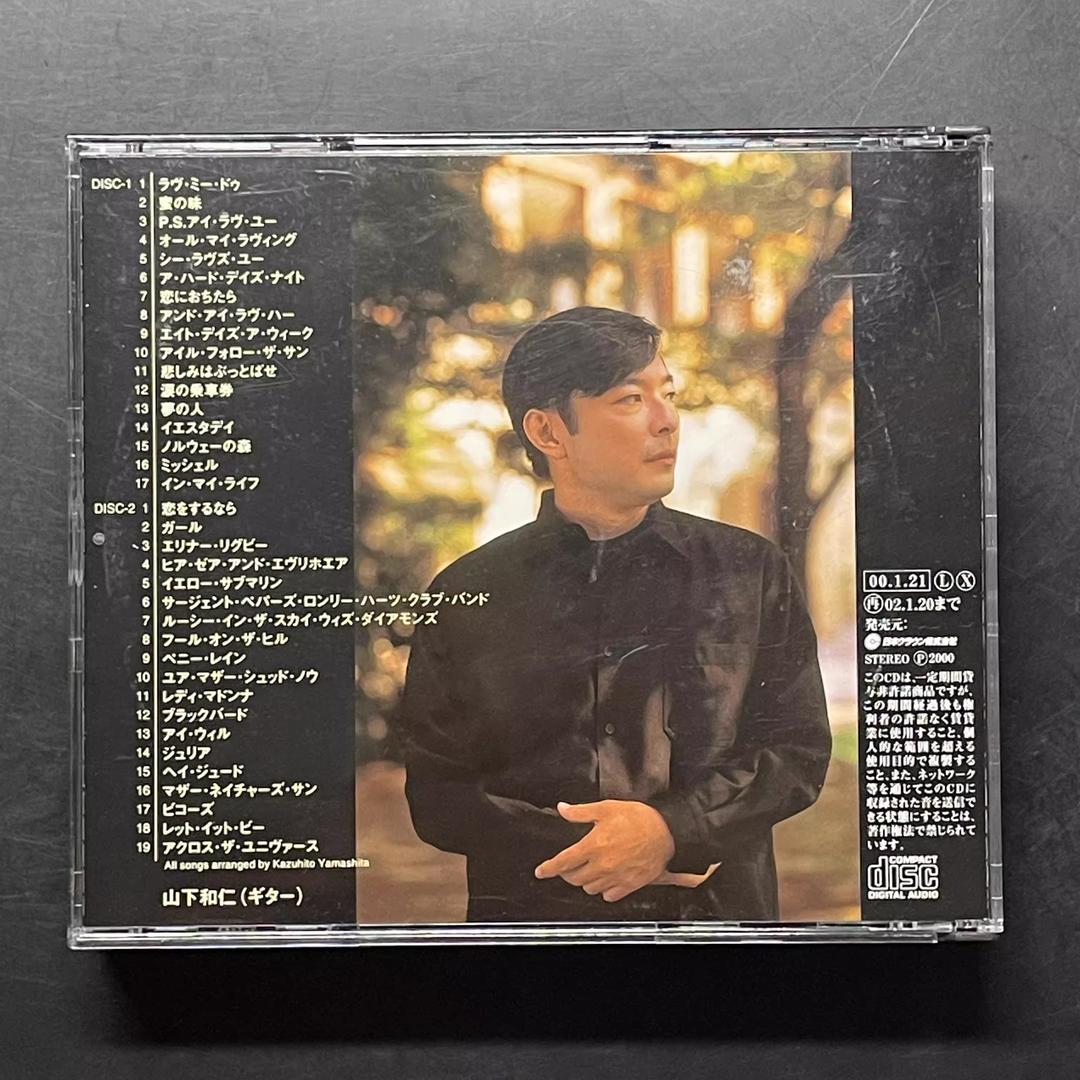 DISC-1 1 ラヴ・ミー・ドゥ
2 蜜の味
3 P.S.アイ・ラヴ・ユー
4 オール・マイ・ラヴィング
5 シー・ラヴズ・ユー
6 ア・ハード・デイズ・ナイト
7 恋におちたら
8 アンド・アイ・ラヴ・ハー
9 エイト・デイズ・ア・ウィーク
10 アイル・フォロー・ザ・サン
11 悲しみはぶっとばせ
12 涙の乗車券
13 夢の人
14 イエスタデイ
15 ノルウェーの森
16 ミッシェル
17 イン・マイ・ライフ
DISC-2 1 恋をするなら
2 ガール
3 エリナー・リグビー
4 ヒア・ゼア・アンド・エヴリホエア
5 イエロー・サブマリン
6 サージェント・ペパーズ・ロンリー・ハーツ・クラブ・バンド
7 ルーシー・イン・ザ・スカイ・ウィズ・ダイアモンズ
8 フール・オン・ザ・ヒル
9 ペニー・レイン
10 ユア・マザー・シュッド・ノウ
11 レディ・マドンナ
12 ブラックバード
13 アイ・ウィル
14 ジュリア
15 ヘイ・ジュード
16 マザー・ネイチャーズ・サン
17 ビコーズ
18 レット・イット・ビー
19 アクロス・ザ・ユニヴァース
All songs arranged by Kazuhito Yamashita
山下和仁(ギター)
00.1.21 Ⓛ Ⓧ
㊢02.1.20まで
発売元:
日本クラウン株式会社
STEREO Ⓟ2000
このCDは、一定期間貸
与非許諾商品ですが、
この期間経過後も権
利者の許諾なく賃貸
業に使用すること、個
人的な範囲を超える
使用目的で複製する
こと、また、ネットワーク
等を通じてこのCDに
収録された音を送信で
きる状態にすることは、
著作権法で禁じられて
います。
COMPACT
disc
DIGITAL AUDIO